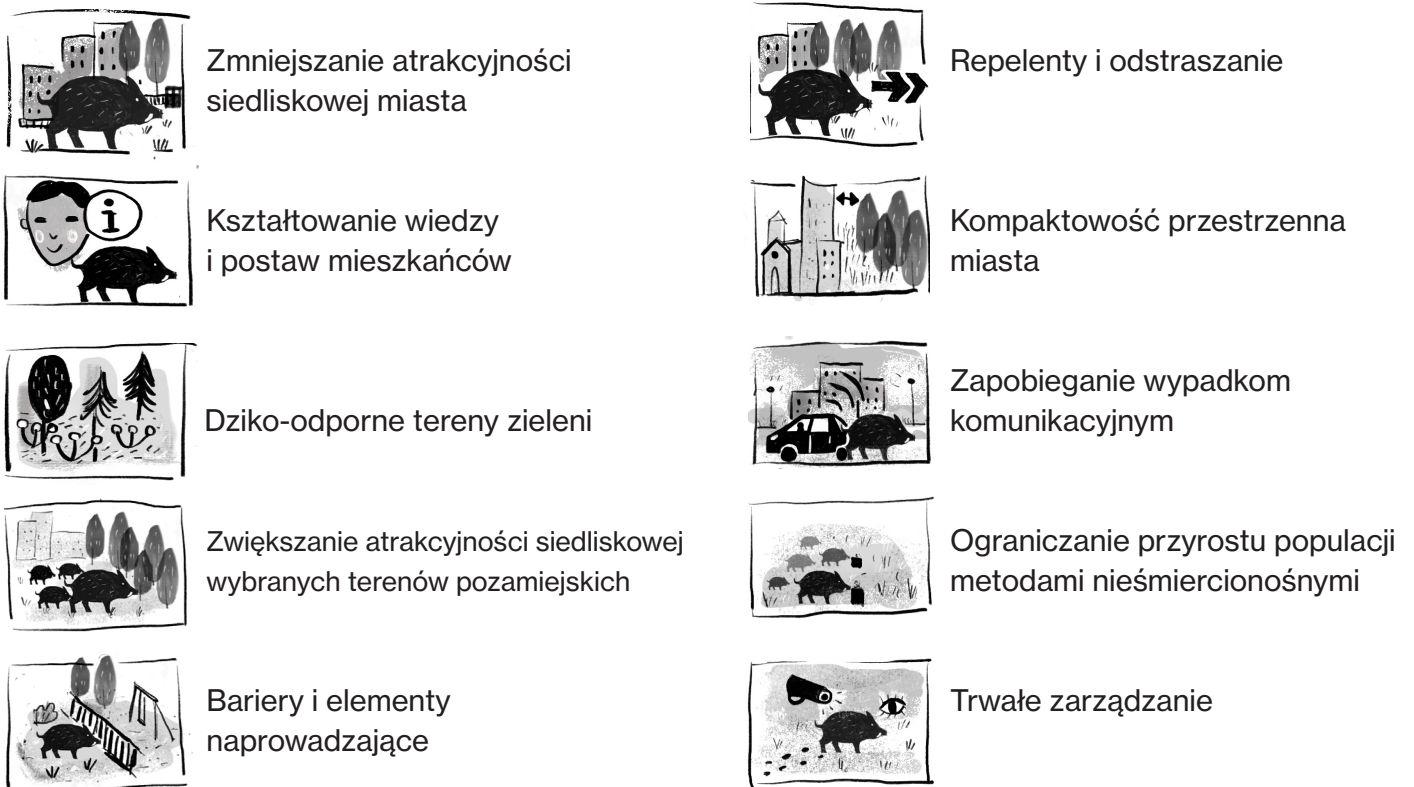 Zmniejszanie atrakcyjności
siedliskowej miasta
Kształtowanie wiedzy
i postaw mieszkańców
Dziko-odporne tereny zieleni
Zwiększanie atrakcyjności siedliskowej
wybranych terenów pozamiejskich
Bariery i elementy
naprowadzające
Repelenty i odstraszanie
Kompaktowość przestrzenna
miasta
Zapobieganie wypadkom
komunikacyjnym
Ograniczanie przyrostu populacji
metodami nieśmiercionośnymi
Trwałe zarządzanie